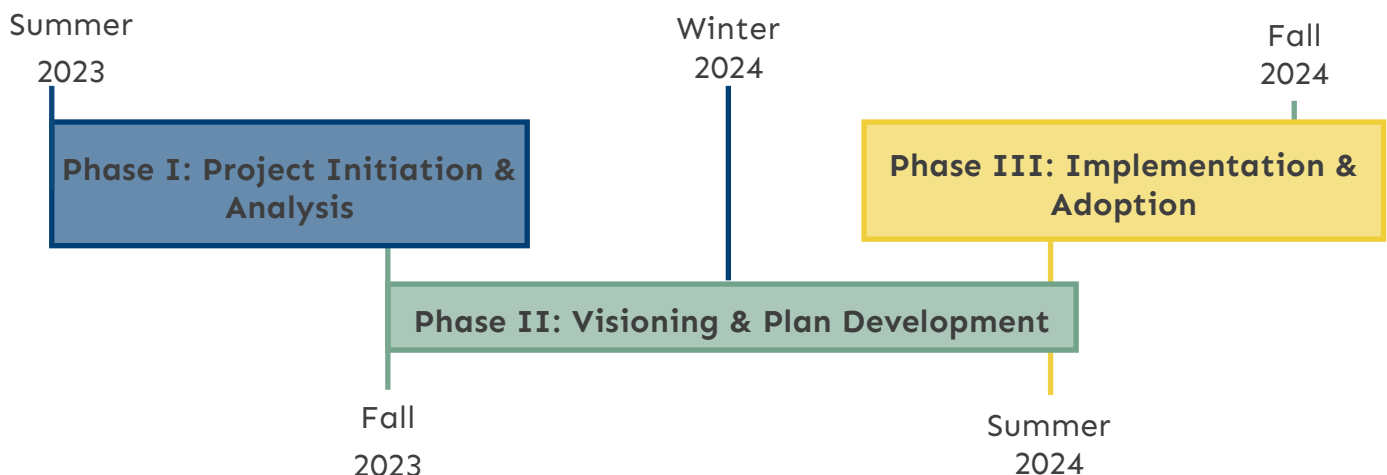 Summer
2023
Winter
2024
Fall
2024
Phase I: Project Initiation &
Analysis
Phase III: Implementation &
Adoption
Phase II: Visioning & Plan Development
Fall
2023
Summer
2024